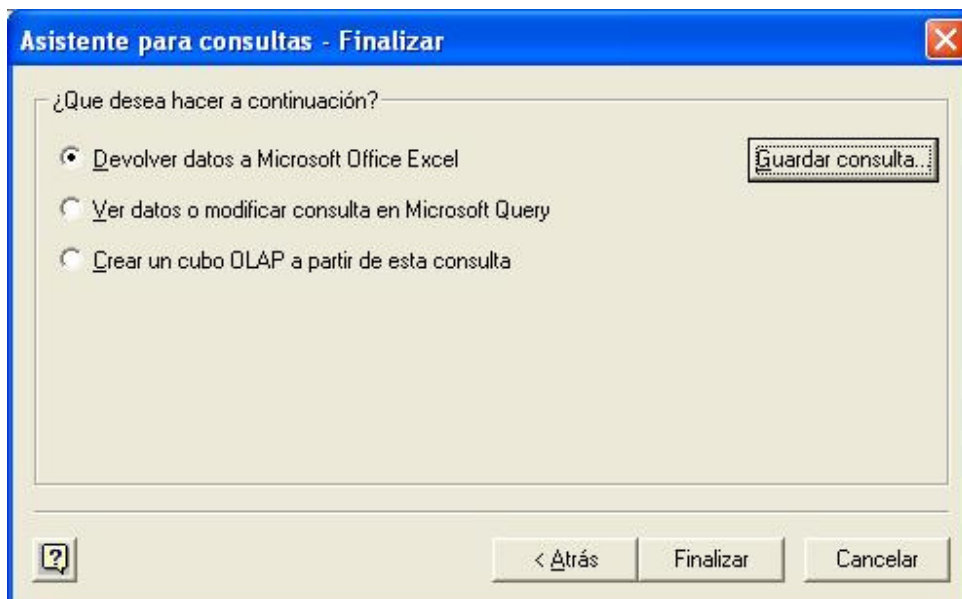 Asistente para consultas - Finalizar
¿Que desea hacer a continuación?
Devolver datos a Microsoft Office Excel
Guardar consulta...
Ver datos o modificar consulta en Microsoft Query
Crear un cubo OLAP a partir de esta consulta
?
< Atrás
Finalizar
Cancelar